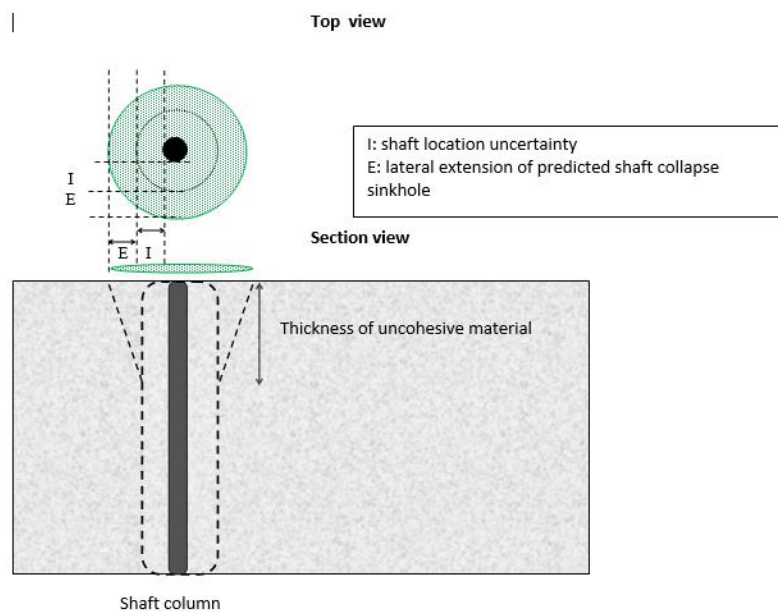 Top view
I: shaft location uncertainty
E: lateral extension of predicted shaft collapse
sinkhole
I
E
Section view
E I
Thickness of uncohesive material
Shaft column